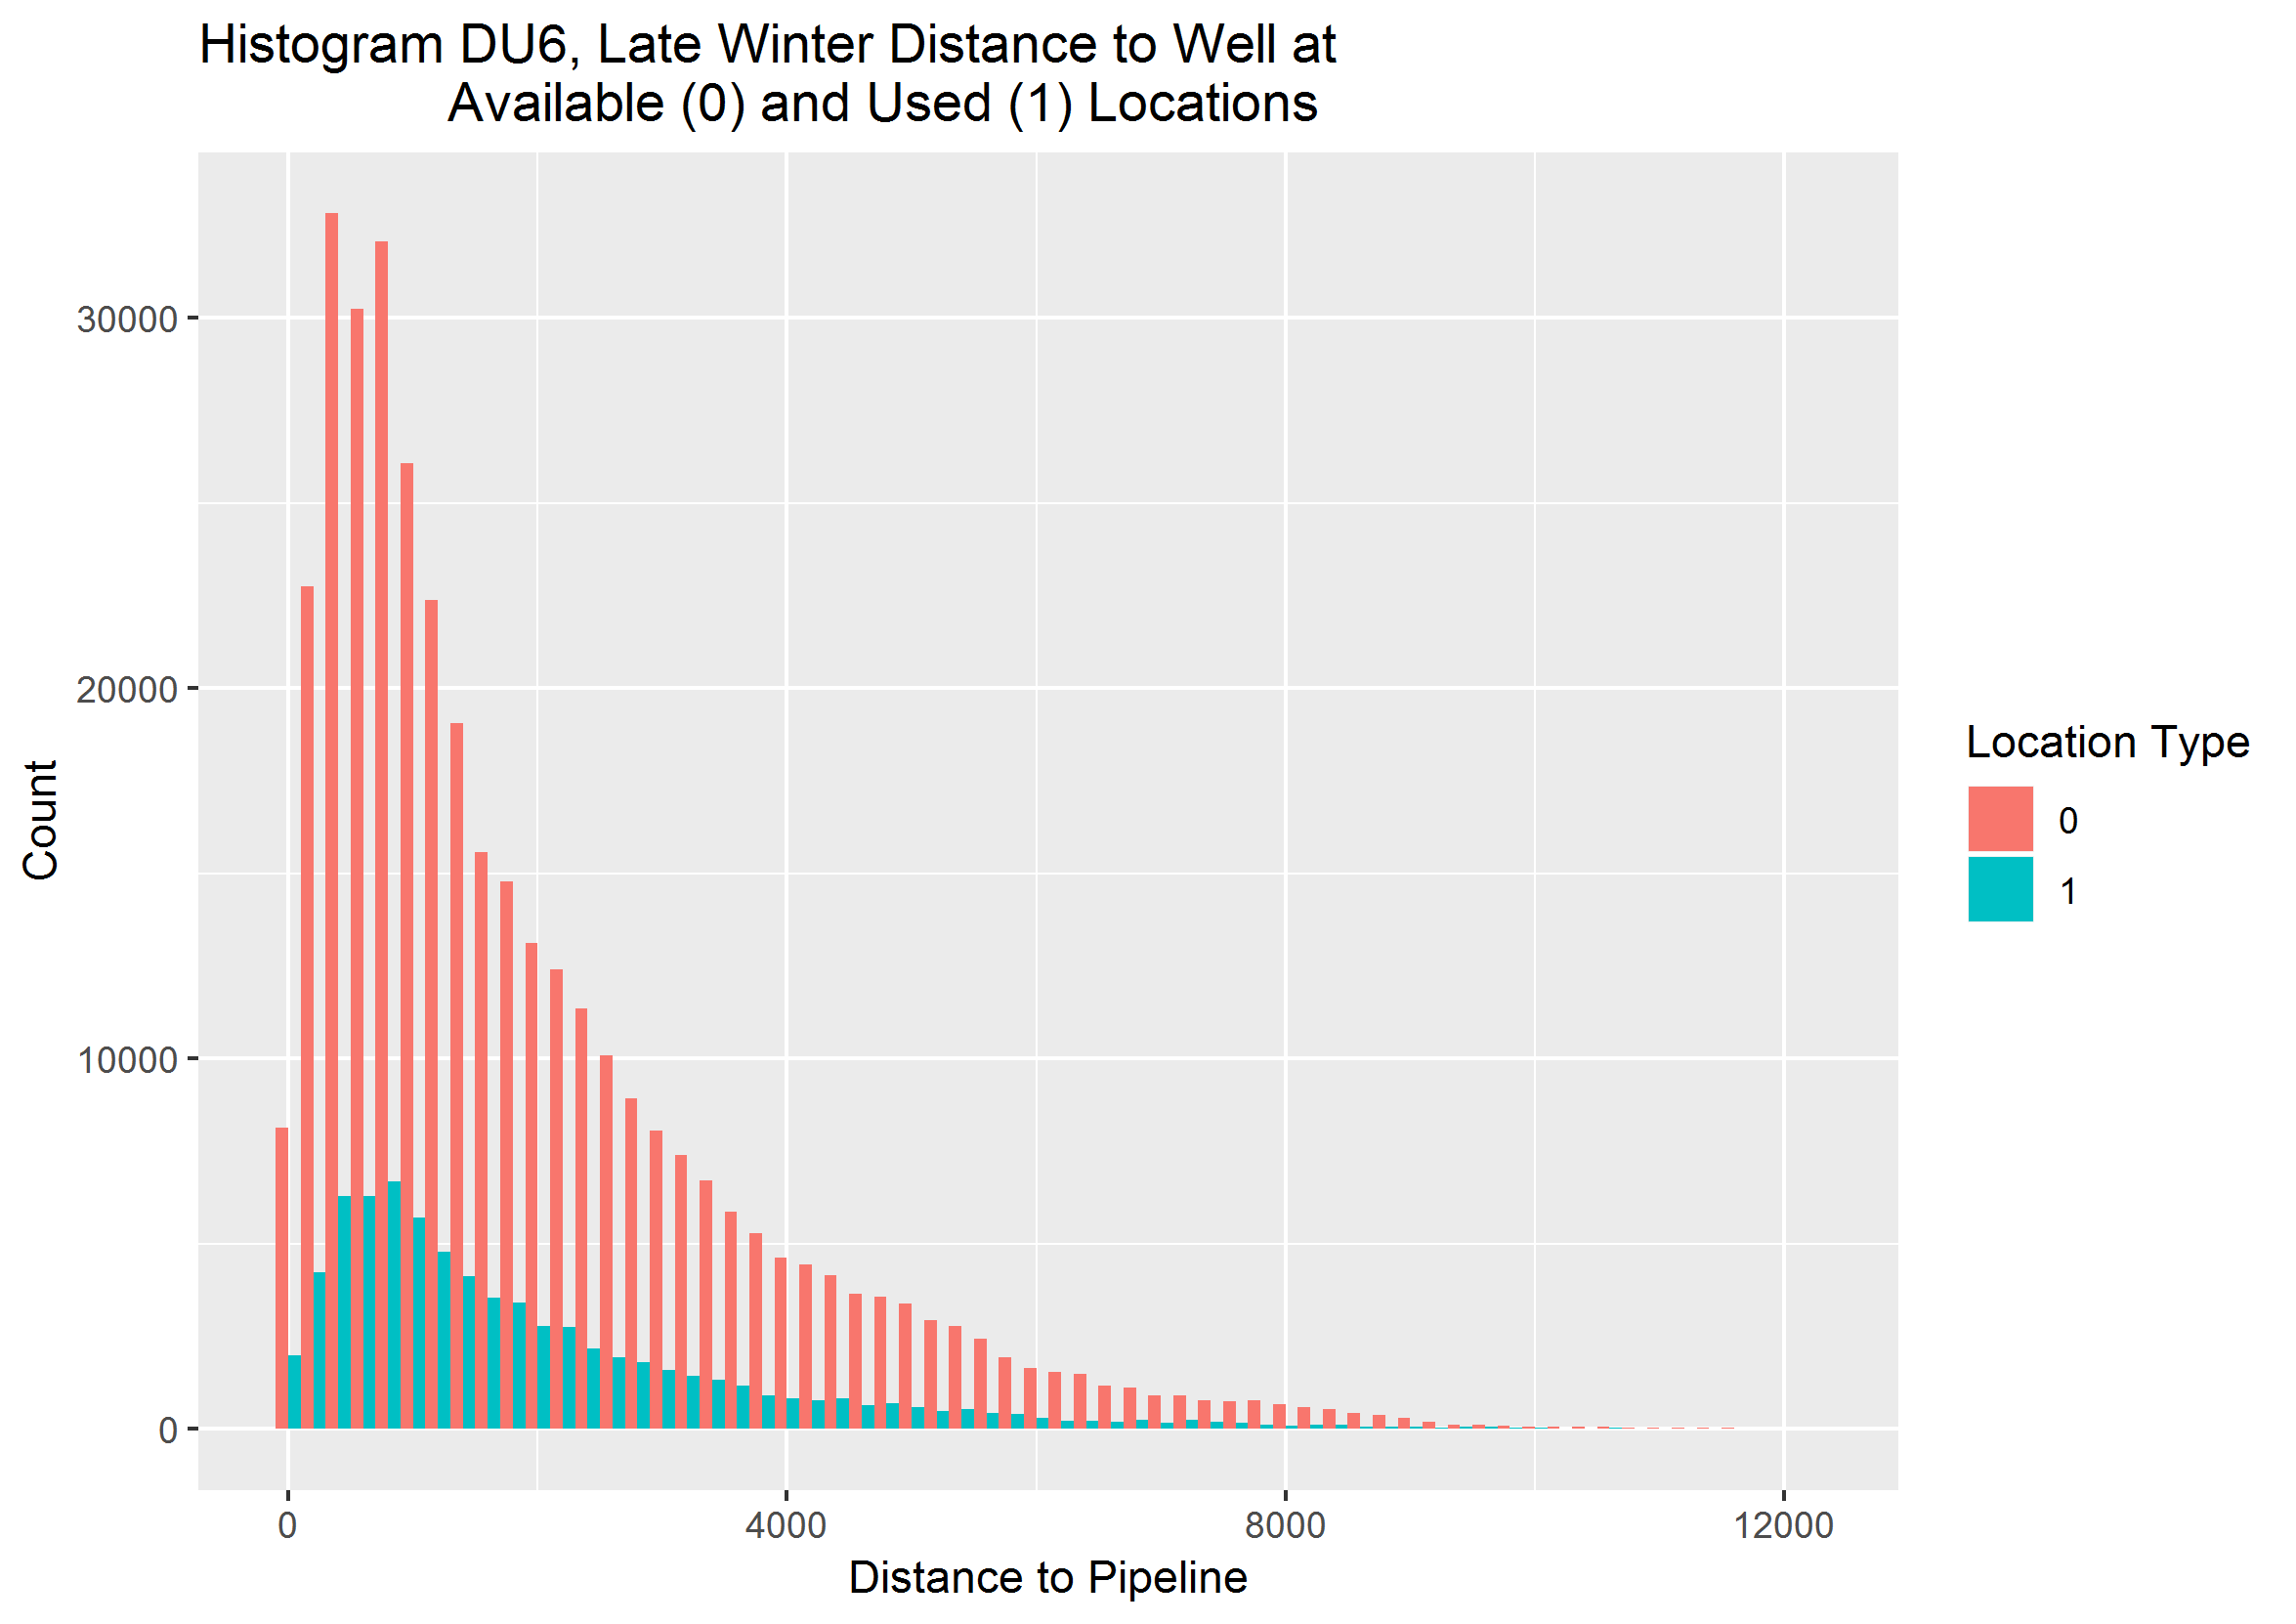 Histogram DU6, Late Winter Distance to Well at
Available (0) and Used (1) Locations
30000
20000
10000
0
Count
0
4000
8000
12000
Distance to Pipeline
Location Type
0
1